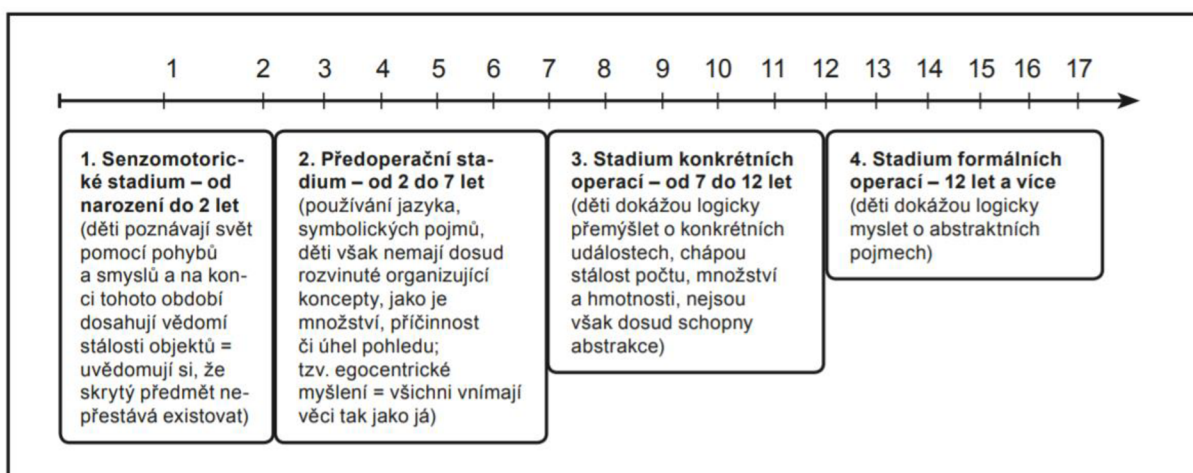 1 2 3 4 5 6 7 8 9 10 11 12 13 14 15 16 17
1. Senzomotoric-
ké stadium – od
narození do 2 let
(děti poznávají svět
pomocí pohybů
a smyslů a na kon-
ci tohoto období
dosahují vědomí
stálosti objektů =
uvědomují si, že
skrytý předmět ne-
přestává existovat)
2. Předoperační sta-
dium – od 2 do 7 let
(používání jazyka,
symbolických pojmů,
děti však nemají dosud
rozvinuté organizující
koncepty, jako je
množství, příčinnost
či úhel pohledu;
tzv. egocentrické
myšlení = všichni vnímají
věci tak jako já)
3. Stadium konkrétních
operací – od 7 do 12 let
(děti dokážou logicky
přemýšlet o konkrétních
událostech, chápou
stálost počtu, množství
a hmotnosti, nejsou
však dosud schopny
abstrakce)
4. Stadium formálních
operací – 12 let a více
(děti dokážou logicky
myslet o abstraktních
pojmech)